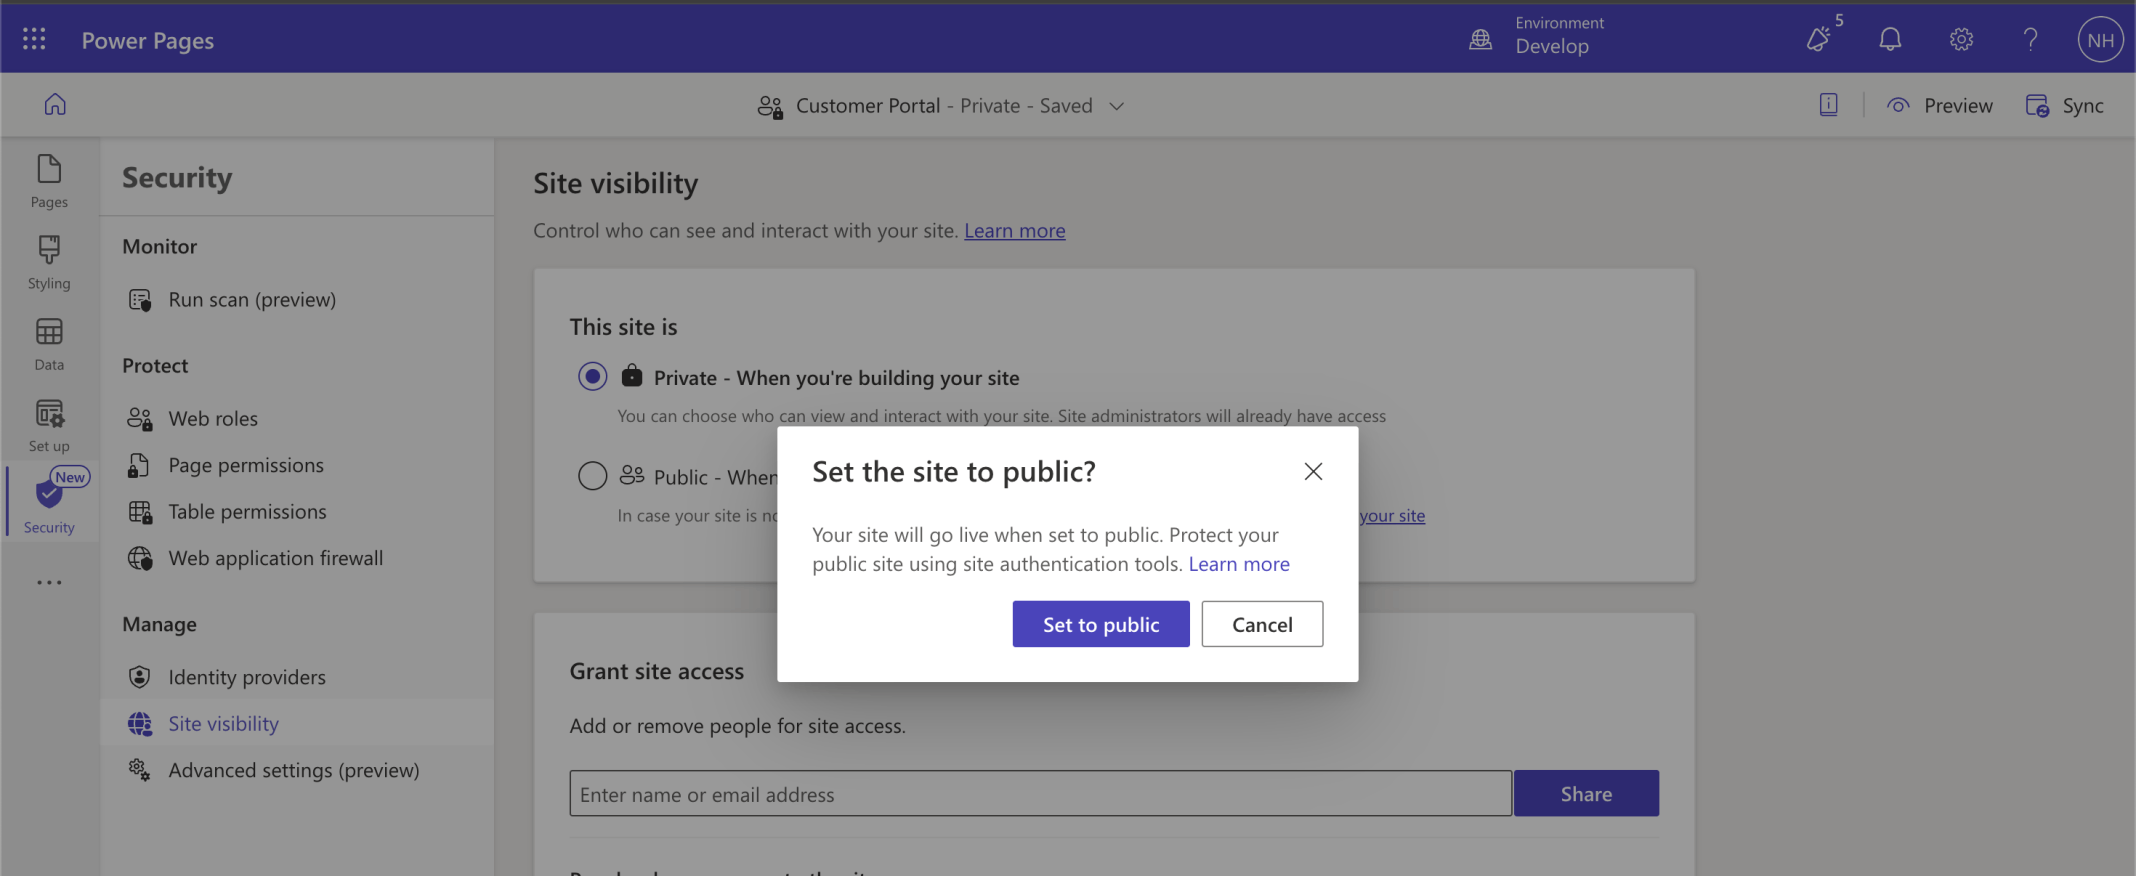 Power Pages
Environment
Develop
5
NH
Customer Portal - Private - Saved
Preview
Sync
Pages
Styling
Data
Set up
New
Security
Security
Monitor
Run scan (preview)
Protect
Web roles
Page permissions
Table permissions
Web application firewall
Manage
Identity providers
Site visibility
Advanced settings (preview)
Site visibility
Control who can see and interact with your site. Learn more
This site is
Private - When you're building your site
You can choose who can view and interact with your site. Site administrators will already have access
Public - When
In case your site is
your site
Set the site to public?
Your site will go live when set to public. Protect your
public site using site authentication tools. Learn more
Set to public
Cancel
Grant site access
Add or remove people for site access.
Enter name or email address
Share